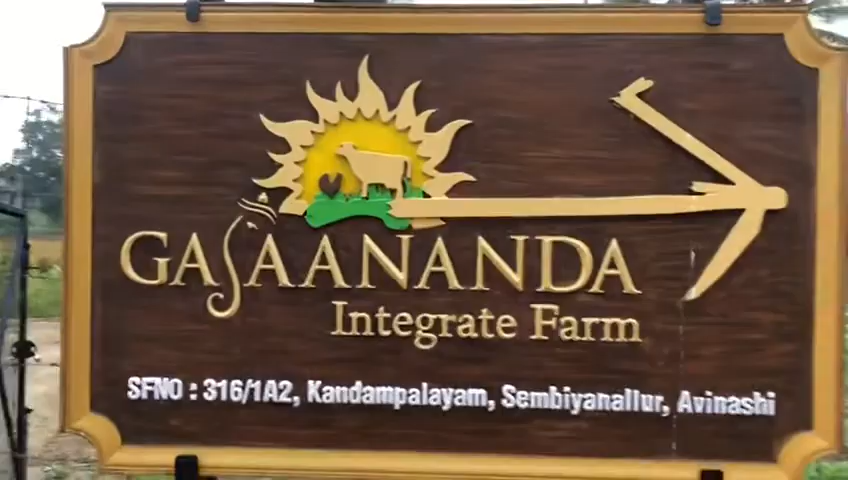 GAJAANANDA
Integrate Farm
SFNO : 316/1A2, Kandampalayam, Sembiyanallur, Avinashi